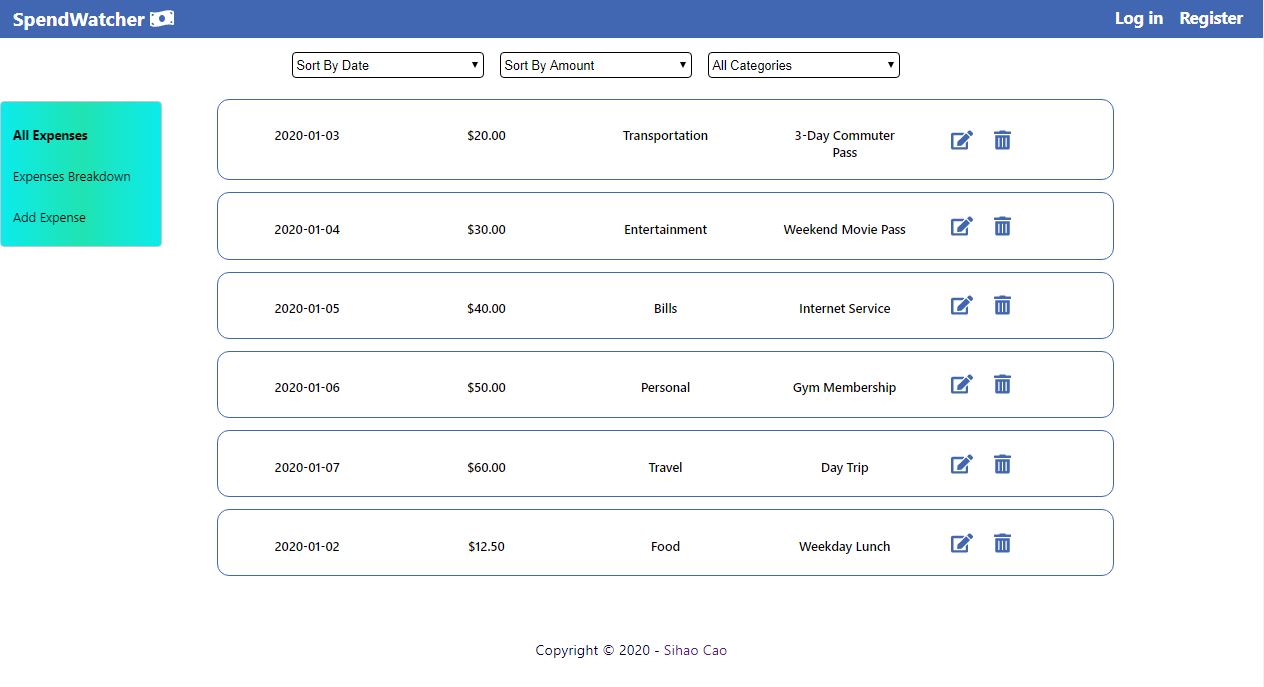 SpendWatcher
Log in Register
Sort By Date Sort By Amount All Categories
All Expenses
Expenses Breakdown
Add Expense
2020-01-03 $20.00 Transportation 3-Day Commuter
Pass
2020-01-04 $30.00 Entertainment Weekend Movie Pass
2020-01-05 $40.00 Bills Internet Service
2020-01-06 $50.00 Personal Gym Membership
2020-01-07 $60.00 Travel Day Trip
2020-01-02 $12.50 Food Weekday Lunch
Copyright © 2020 - Sihao Cao